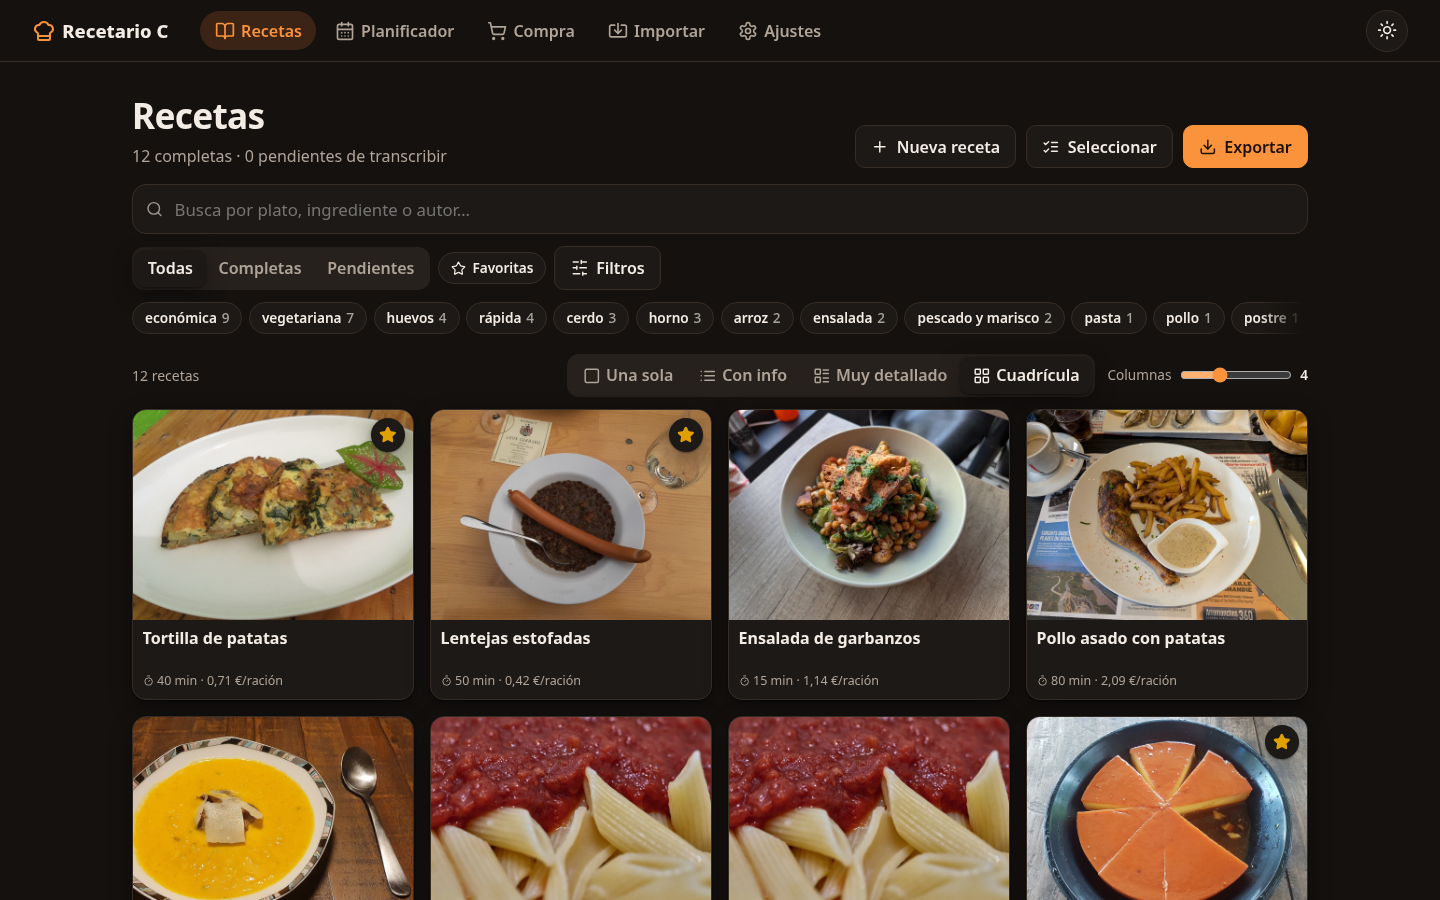 Recetario C
Recetas
Planificador
Compra
Importar
Ajustes
Recetas
12 completas · 0 pendientes de transcribir
Nueva receta
Seleccionar
Exportar
Busca por plato, ingrediente o autor...
Todas
Completas
Pendientes
Favoritas
Filtros
económica 9
vegetariana 7
huevos 4
rápida 4
cerdo 3
horno 3
arroz 2
ensalada 2
pescado y marisco 2
pasta 1
pollo 1
postre 1
12 recetas
Una sola
Con info
Muy detallado
Cuadrícula
Columnas
4
Tortilla de patatas
40 min · 0,71 €/ración
Lentejas estofadas
50 min · 0,42 €/ración
Ensalada de garbanzos
15 min · 1,14 €/ración
Pollo asado con patatas
80 min · 2,09 €/ración